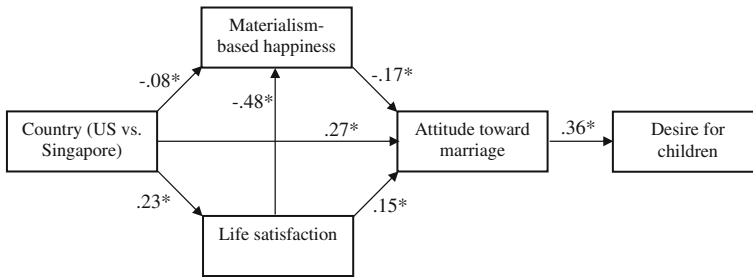 Materialism-
based happiness
-.08*
-.17*
-.48*
Country (US vs.
Singapore)
.27*
Attitude toward
marriage
.36*
Desire for
children
.23*
.15*
Life satisfaction